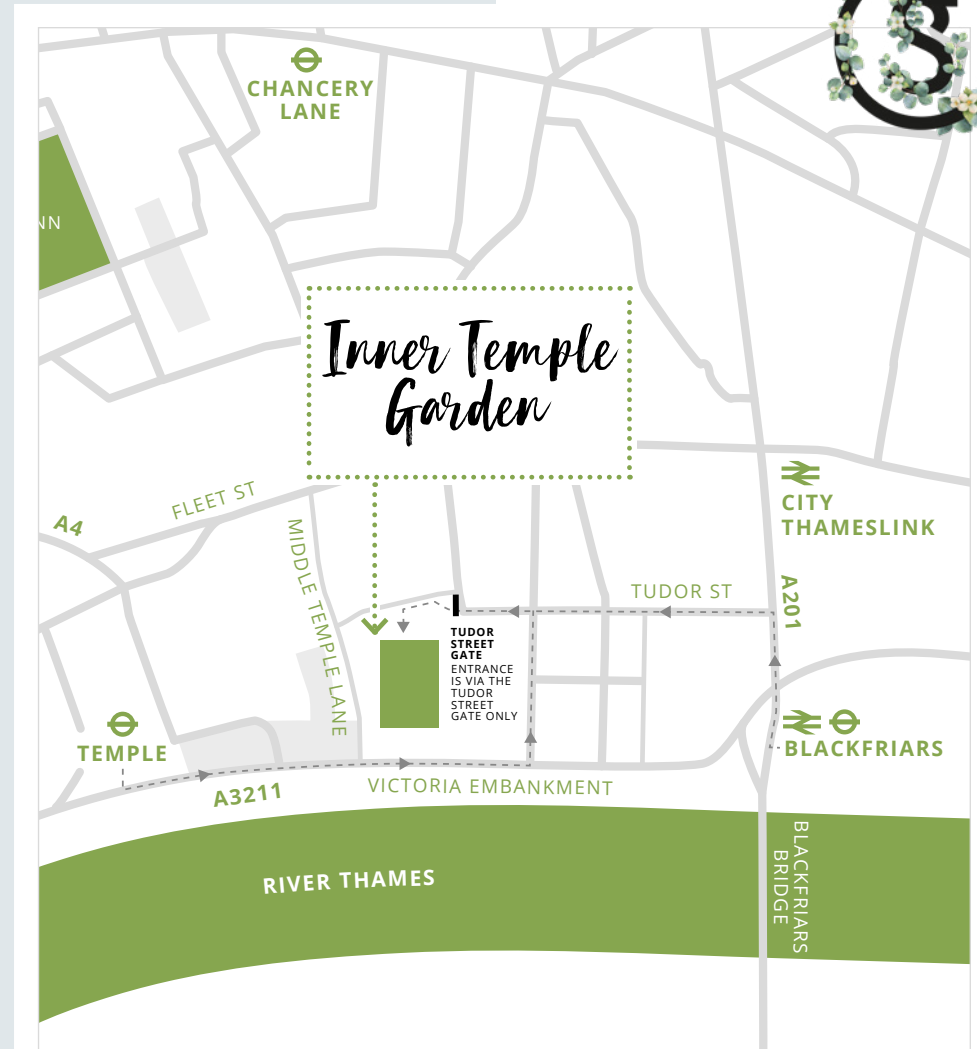 S
CHANCERY
LANE
NN
Inner Temple
Garden
FLEET ST
A4
MIDDLE TEMPLE LANE
CITY
THAMESLINK
A201
TUDOR ST
TUDOR
STREET
GATE
ENTRANCE
IS VIA THE
TUDOR
STREET
GATE ONLY
TEMPLE
BLACKFRIARS
A3211
VICTORIA EMBANKMENT
RIVER THAMES
BLACKFRIARS
BRIDGE